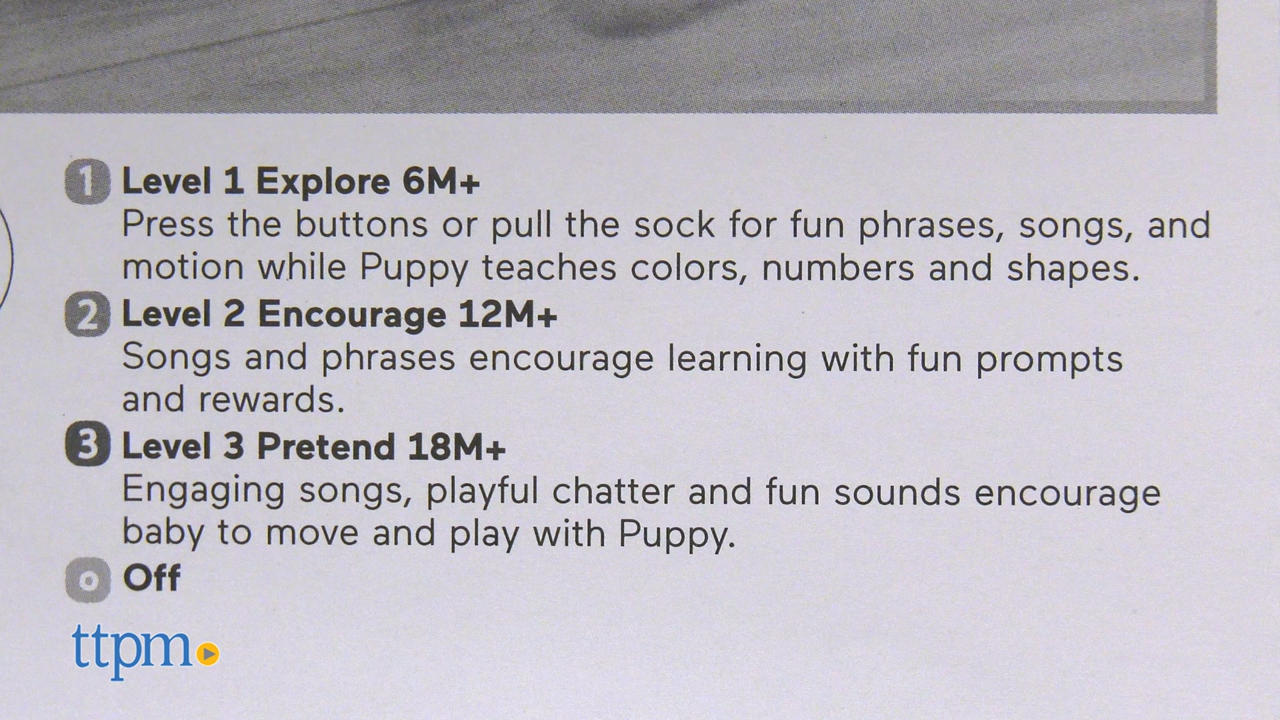 1 Level 1 Explore 6M+
Press the buttons or pull the sock for fun phrases, songs, and
motion while Puppy teaches colors, numbers and shapes.
2 Level 2 Encourage 12M+
Songs and phrases encourage learning with fun prompts
and rewards.
3 Level 3 Pretend 18M+
Engaging songs, playful chatter and fun sounds encourage
baby to move and play with Puppy.
o Off
ttpm